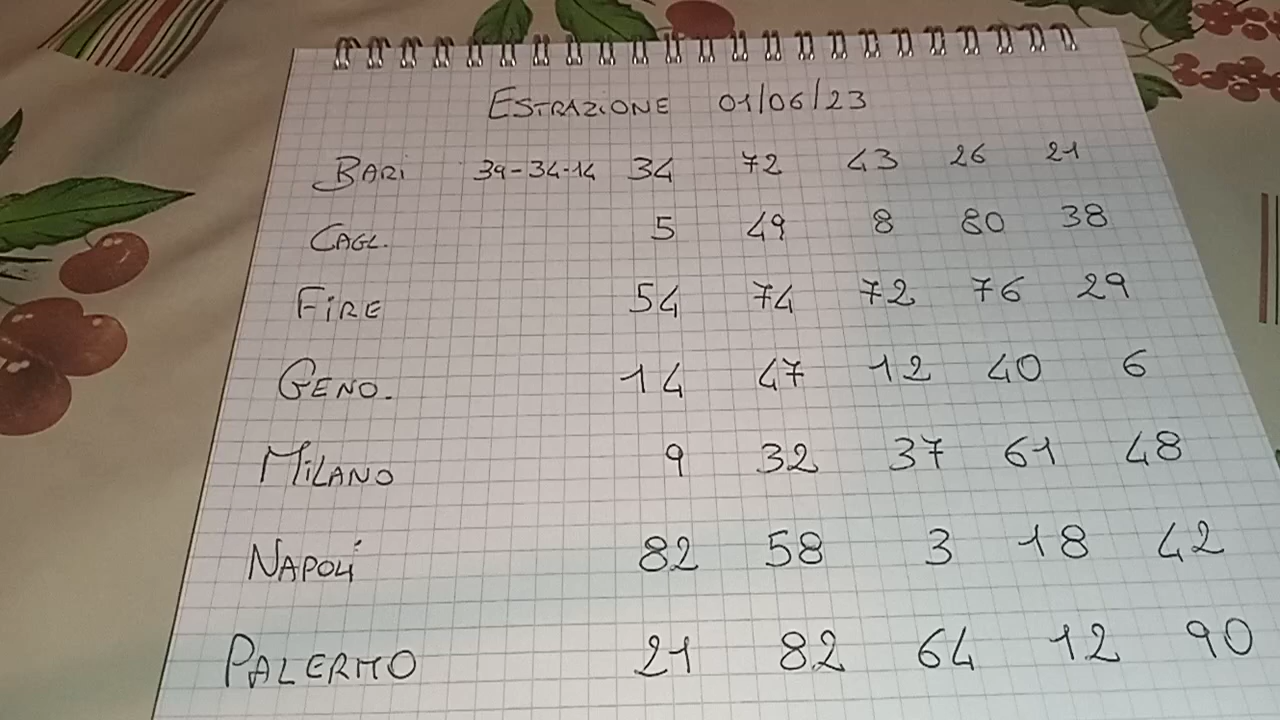 ESTRAZIONE 01/06/23
BARi 39-34-14 34 72 43 26 21
CAGL. 5 49 8 80 38
FiRE 54 74 72 76 29
GENO. 14 47 12 40 6
MiLANO 9 32 37 61 48
NAPOLi 82 58 3 18 42
PALERMO 21 82 64 12 90